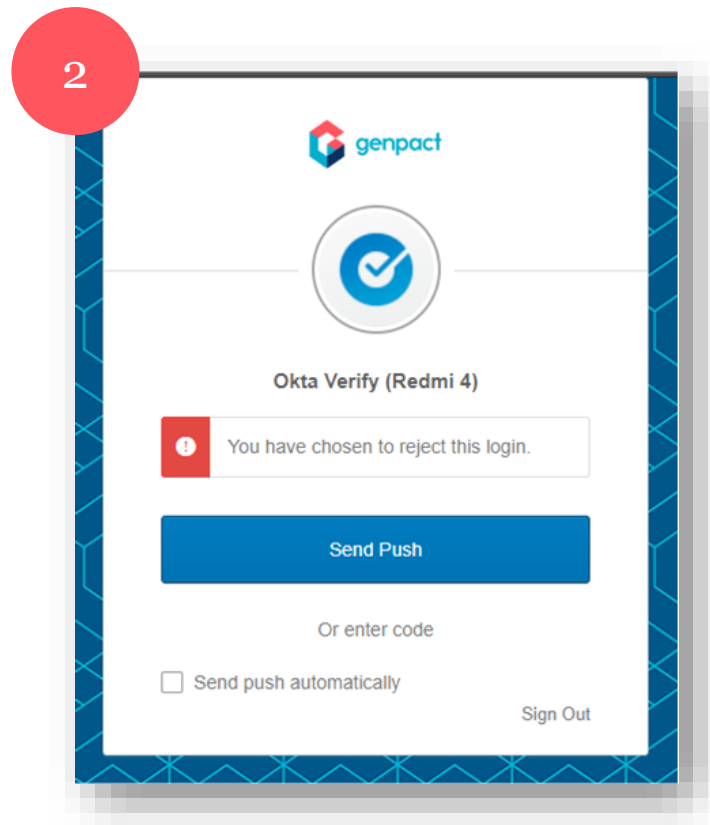 2
genpact
Okta Verify (Redmi 4)
You have chosen to reject this login.
Send Push
Or enter code
Send push automatically
Sign Out